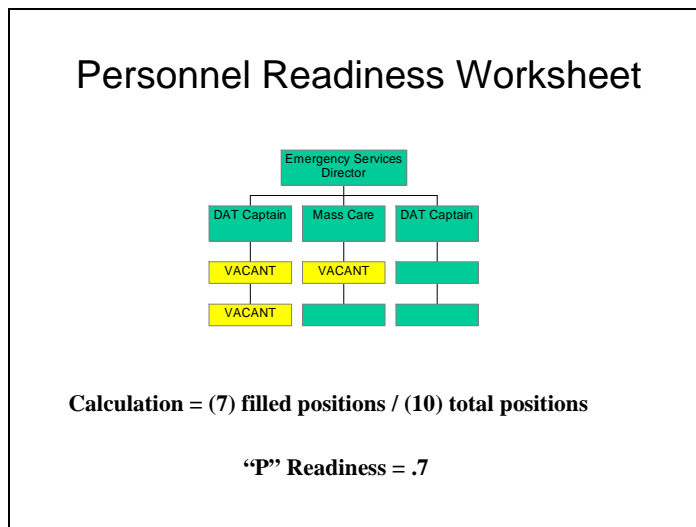 Personnel Readiness Worksheet
Emergency Services
Director
DAT Captain
Mass Care
DAT Captain
VACANT
VACANT
VACANT
Calculation = (7) filled positions / (10) total positions
“P” Readiness = .7